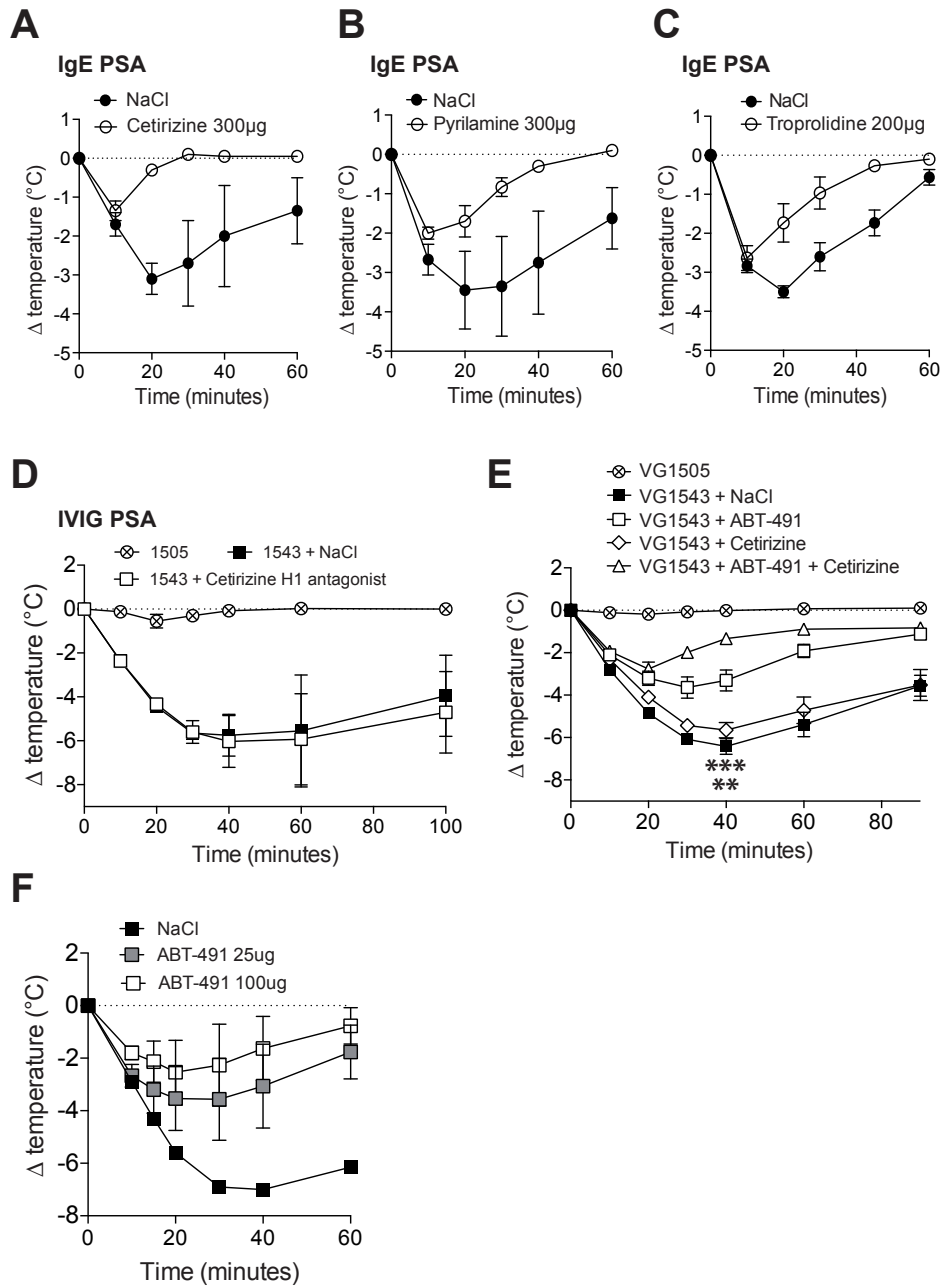 A
IgE PSA
NaCl
Cetirizine 300µg
1
0
-1
-2
-3
-4
-5
Δ temperature (°C)
0 20 40 60
Time (minutes)
B
IgE PSA
NaCl
Pyrilamine 300µg
1
0
-1
-2
-3
-4
-5
Δ temperature (°C)
0 20 40 60
Time (minutes)
C
IgE PSA
NaCl
Troprolidine 200µg
1
0
-1
-2
-3
-4
-5
Δ temperature (°C)
0 20 40 60
Time (minutes)
D
IVIG PSA
1505 1543 + NaCl
1543 + Cetirizine H1 antagonist
2
0
-2
-4
-6
-8
Δ temperature (°C)
0 20 40 60 80 100
Time (minutes)
E
VG1505
VG1543 + NaCl
VG1543 + ABT-491
VG1543 + Cetirizine
VG1543 + ABT-491 + Cetirizine
2
0
-2
-4
-6
-8
Δ temperature (°C)
***
**
0 20 40 60 80
Time (minutes)
F
NaCl
ABT-491 25ug
ABT-491 100ug
2
0
-2
-4
-6
-8
Δ temperature (°C)
0 20 40 60
Time (minutes)